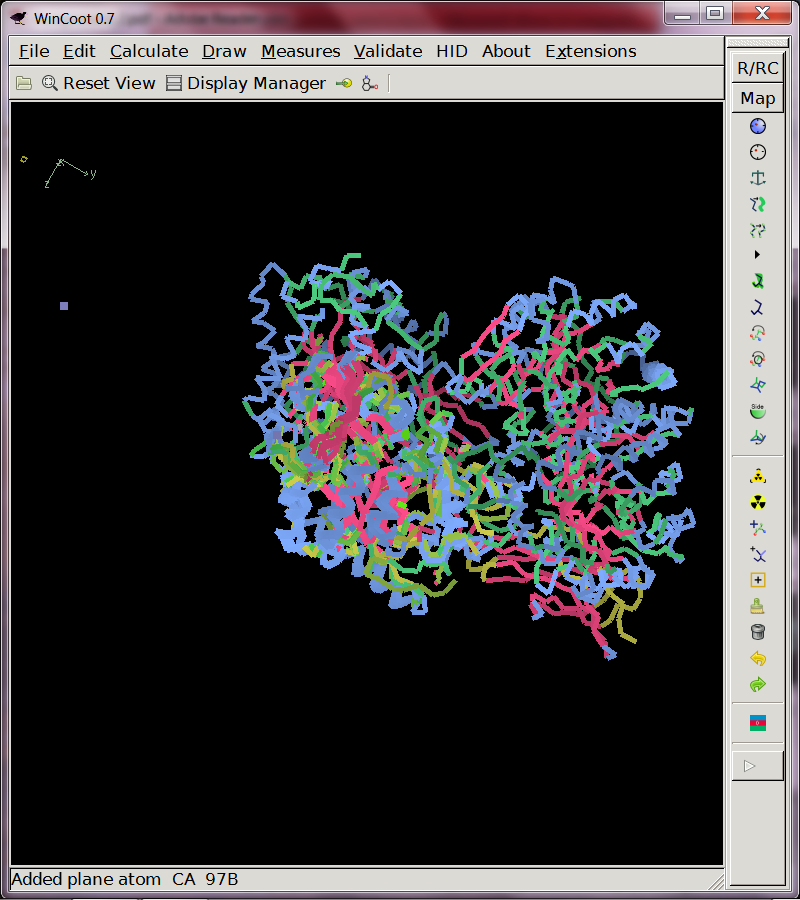 WinCoot 0.7
File Edit Calculate Draw Measures Validate HID About Extensions
Reset View Display Manager
R/RC
Map
x
y
z
Side
Added plane atom CA 97B